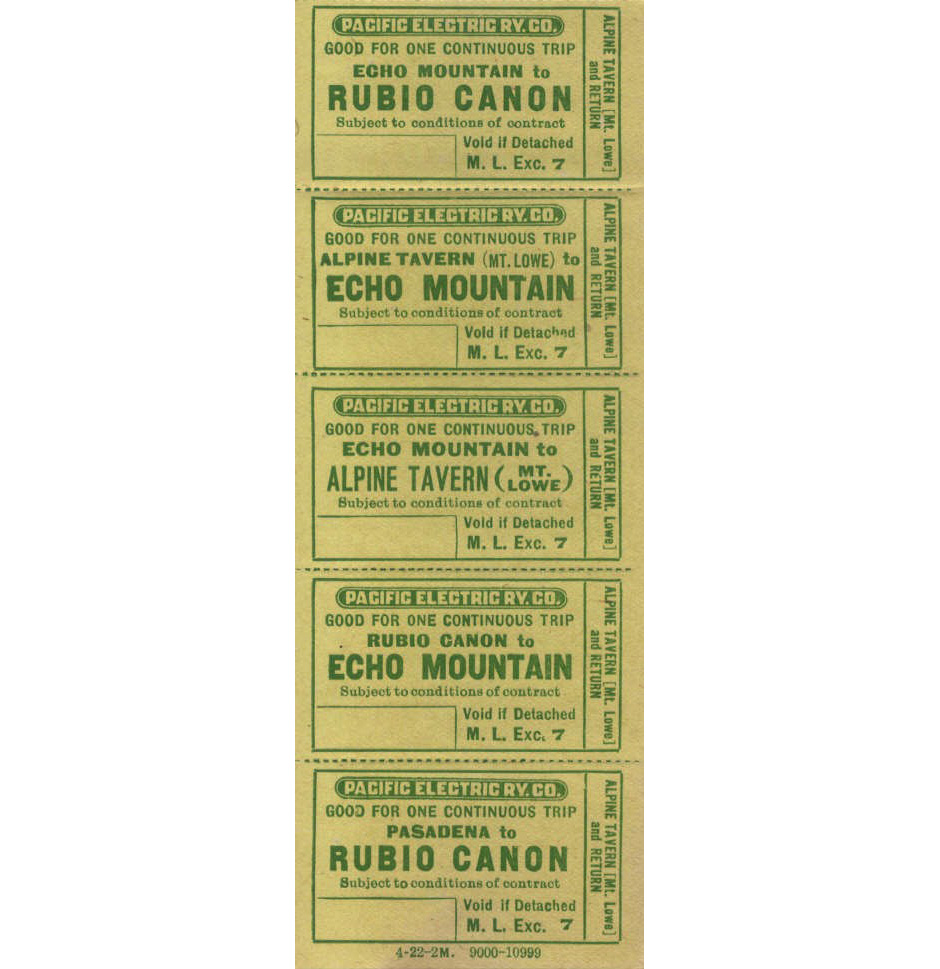 PACIFIC ELECTRIC RY. CO.
GOOD FOR ONE CONTINUOUS TRIP
ECHO MOUNTAIN to
RUBIO CANON
Subject to conditions of contract
Void if Detached
M. L. Exc. 7
ALPINE TAVERN [Mt. Lowe]
and RETURN
PACIFIC ELECTRIC RY. CO.
GOOD FOR ONE CONTINUOUS TRIP
ALPINE TAVERN (MT. LOWE) to
ECHO MOUNTAIN
Subject to conditions of contract
Void if Detached
M. L. Exc. 7
ALPINE TAVERN [Mt. Lowe]
and RETURN
PACIFIC ELECTRIC RY. CO.
GOOD FOR ONE CONTINUOUS TRIP
ECHO MOUNTAIN to
ALPINE TAVERN (MT. LOWE)
Subject to conditions of contract
Void if Detached
M. L. Exc. 7
ALPINE TAVERN [Mt. Lowe]
and RETURN
PACIFIC ELECTRIC RY. CO.
GOOD FOR ONE CONTINUOUS TRIP
RUBIO CANON to
ECHO MOUNTAIN
Subject to conditions of contract
Void if Detached
M. L. Exc. 7
ALPINE TAVERN [Mt. Lowe]
and RETURN
PACIFIC ELECTRIC RY. CO.
GOOD FOR ONE CONTINUOUS TRIP
PASADENA to
RUBIO CANON
Subject to conditions of contract
Void if Detached
M. L. Exc. 7
ALPINE TAVERN [Mt. Lowe]
and RETURN
4-22-2M. 9000-10999